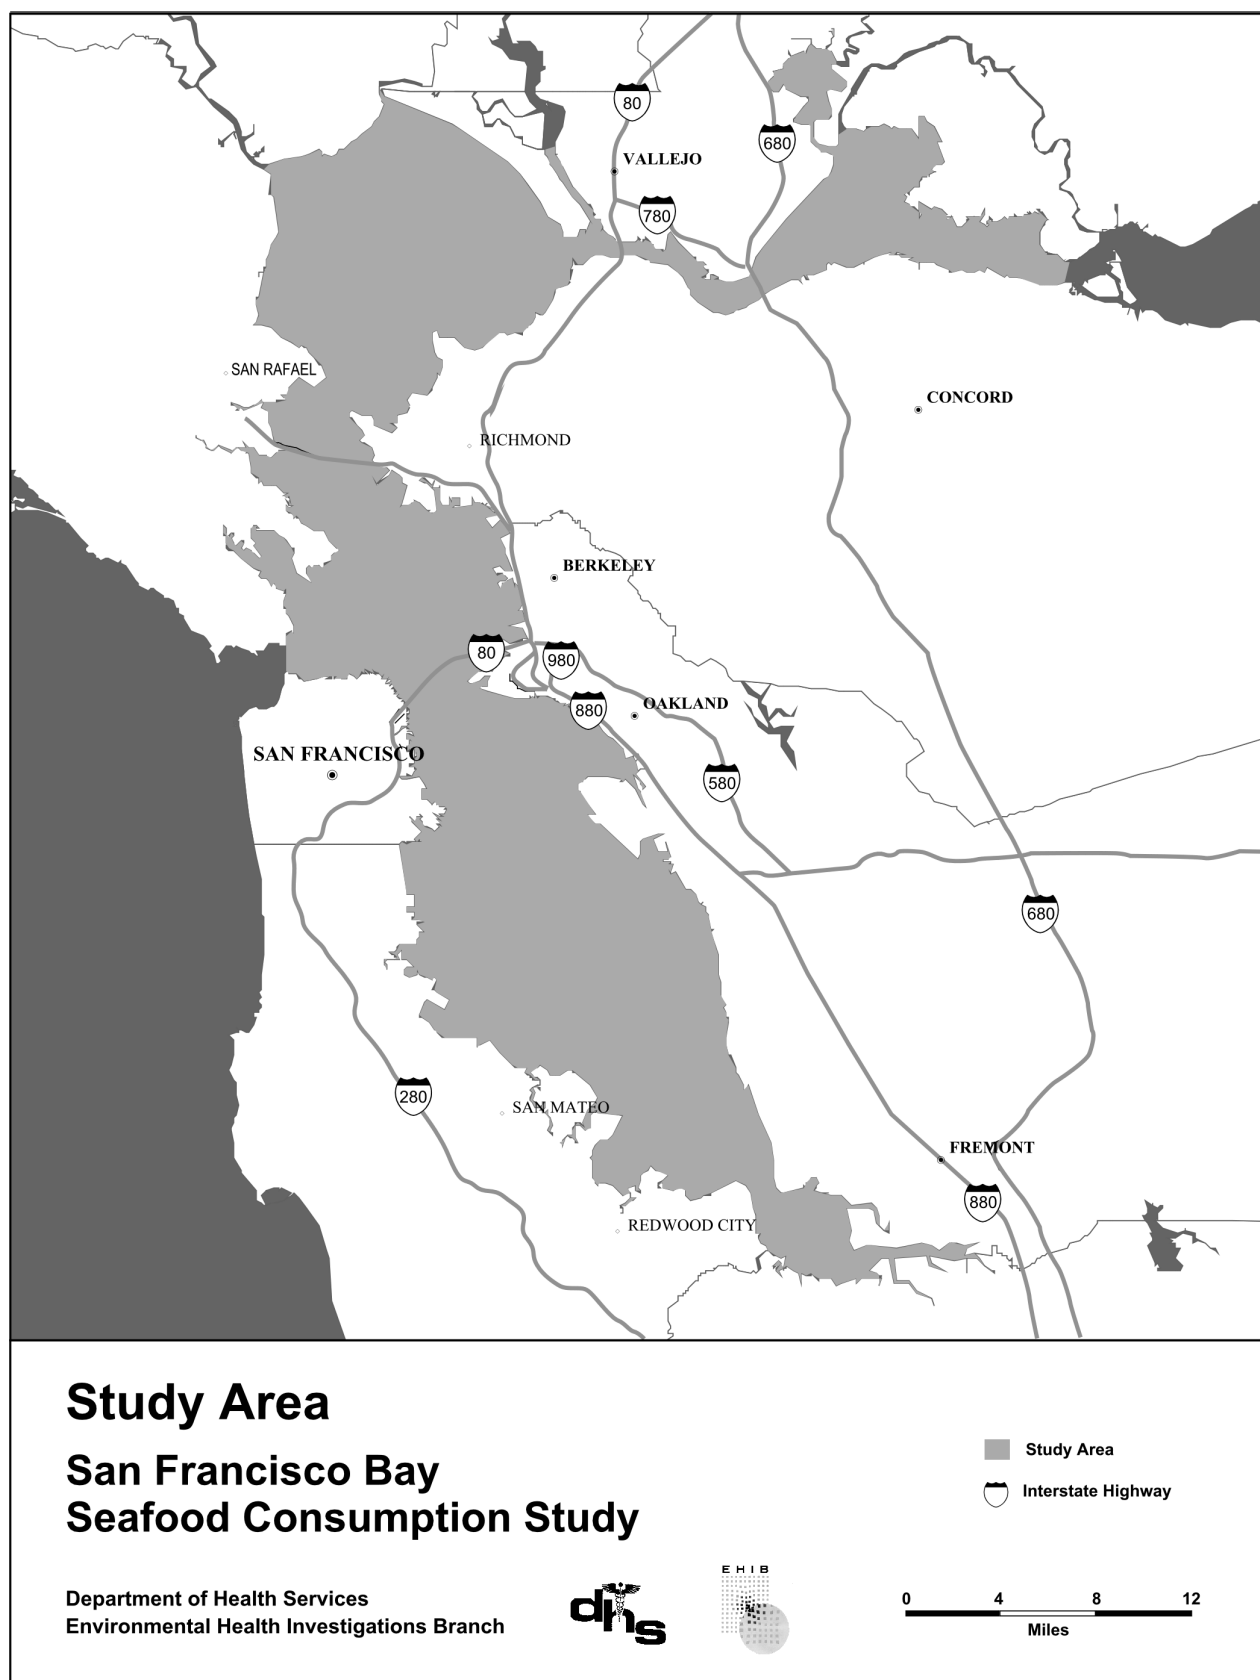 80
680
VALLEJO
780
SAN RAFAEL
CONCORD
RICHMOND
BERKELEY
80
980
OAKLAND
880
SAN FRANCISCO
580
680
280
SAN MATEO
FREMONT
880
REDWOOD CITY
Study Area
San Francisco Bay
Seafood Consumption Study
Study Area
Interstate Highway
Department of Health Services
Environmental Health Investigations Branch
dhs
EHIB
0 4 8 12
Miles